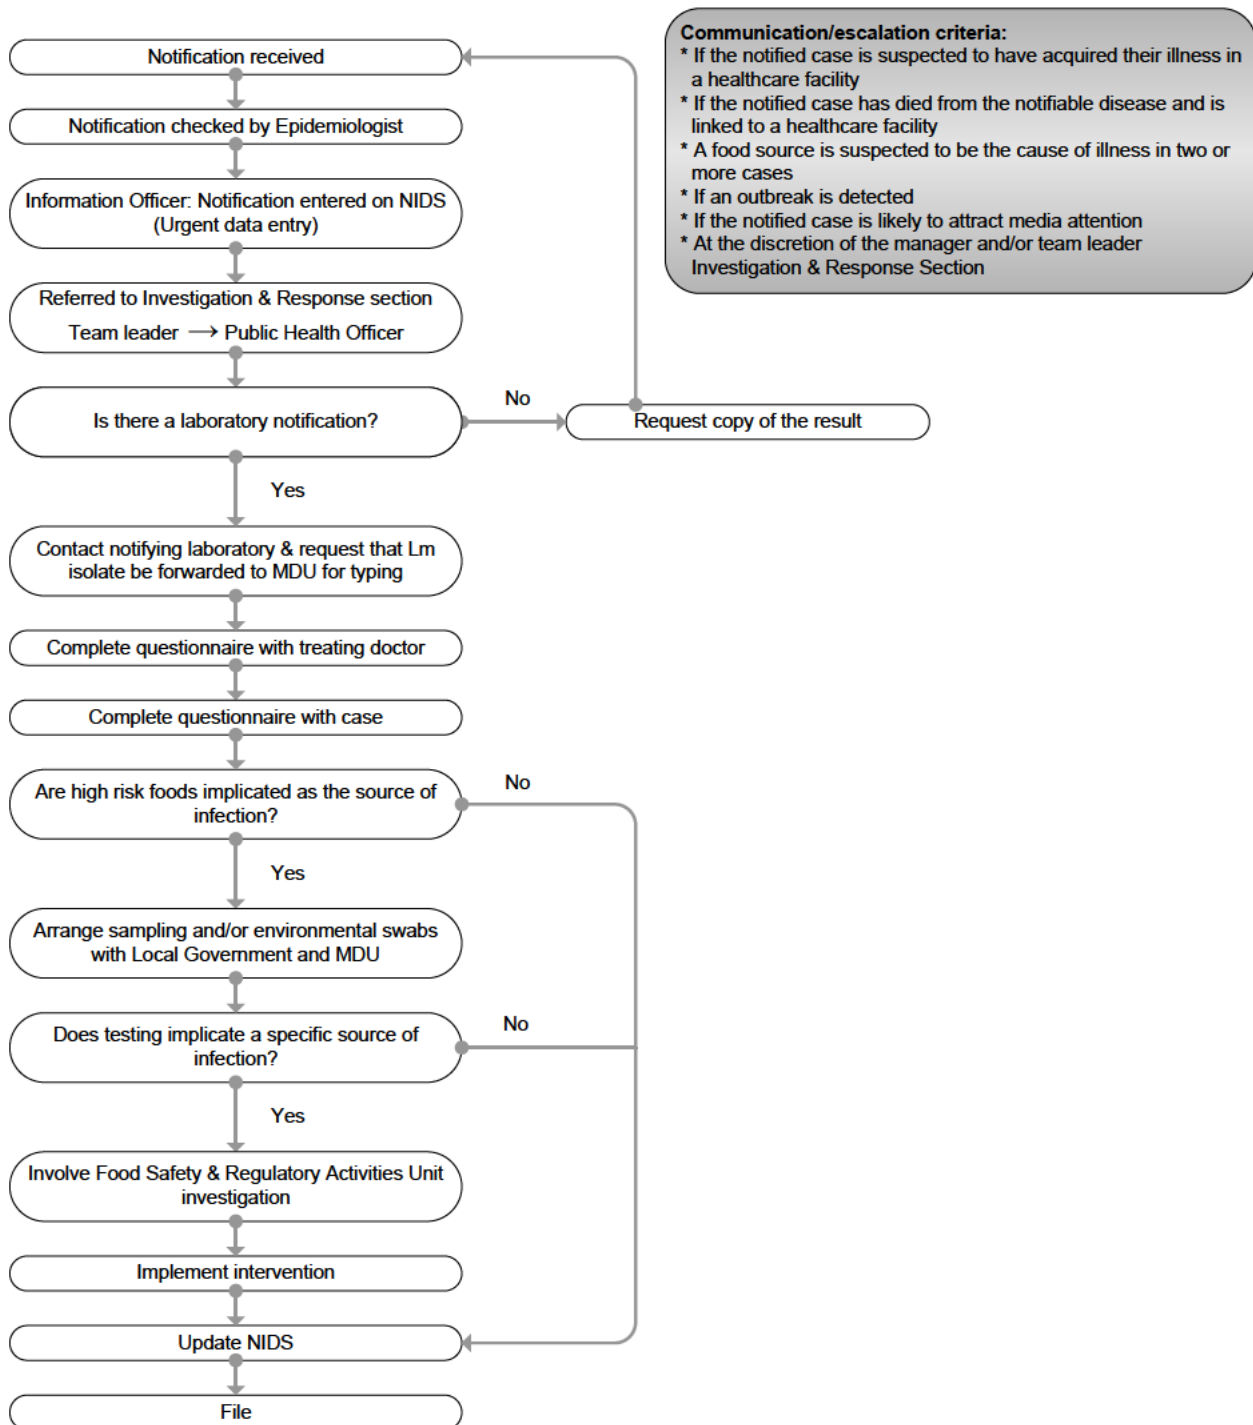 Communication/escalation criteria:
* If the notified case is suspected to have acquired their illness in
a healthcare facility
* If the notified case has died from the notifiable disease and is
linked to a healthcare facility
* A food source is suspected to be the cause of illness in two or
more cases
* If an outbreak is detected
* If the notified case is likely to attract media attention
* At the discretion of the manager and/or team leader
Investigation & Response Section
Notification received
Notification checked by Epidemiologist
Information Officer: Notification entered on NIDS
(Urgent data entry)
Referred to Investigation & Response section
Team leader → Public Health Officer
Is there a laboratory notification?
No
Request copy of the result
Yes
Contact notifying laboratory & request that Lm
isolate be forwarded to MDU for typing
Complete questionnaire with treating doctor
Complete questionnaire with case
Are high risk foods implicated as the source of
infection?
No
Yes
Arrange sampling and/or environmental swabs
with Local Government and MDU
Does testing implicate a specific source of
infection?
No
Yes
Involve Food Safety & Regulatory Activities Unit
investigation
Implement intervention
Update NIDS
File